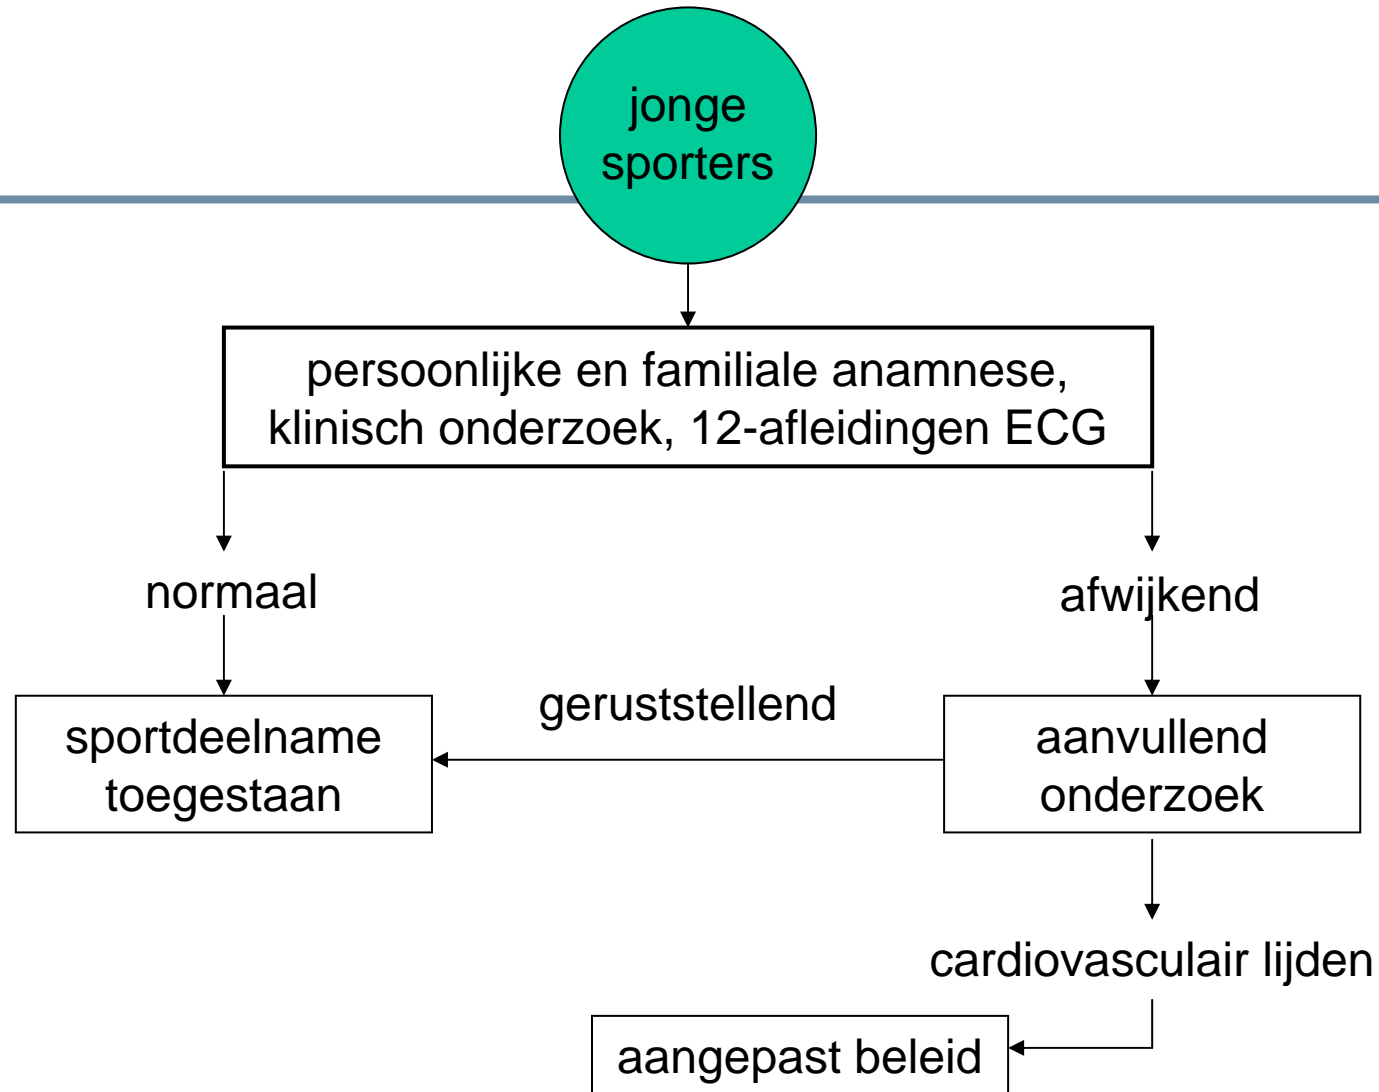 jonge
sporters
persoonlijke en familiale anamnese,
klinisch onderzoek, 12-afleidingen ECG
normaal
afwijkend
geruststellend
sportdeelname
toegestaan
aanvullend
onderzoek
cardiovasculair lijden
aangepast beleid